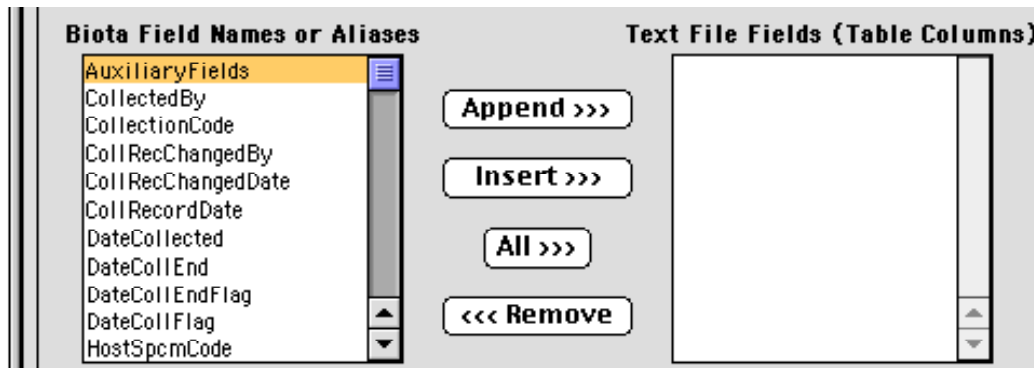 Biota Field Names or Aliases
Text File Fields (Table Columns)
AuxiliaryFields
CollectedBy
CollectionCode
CollRecChangedBy
CollRecChangedDate
CollRecordDate
DateCollected
DateCollEnd
DateCollEndFlag
DateCollFlag
HostSpcmCode
Append >>>
Insert >>>
All >>>
<<< Remove